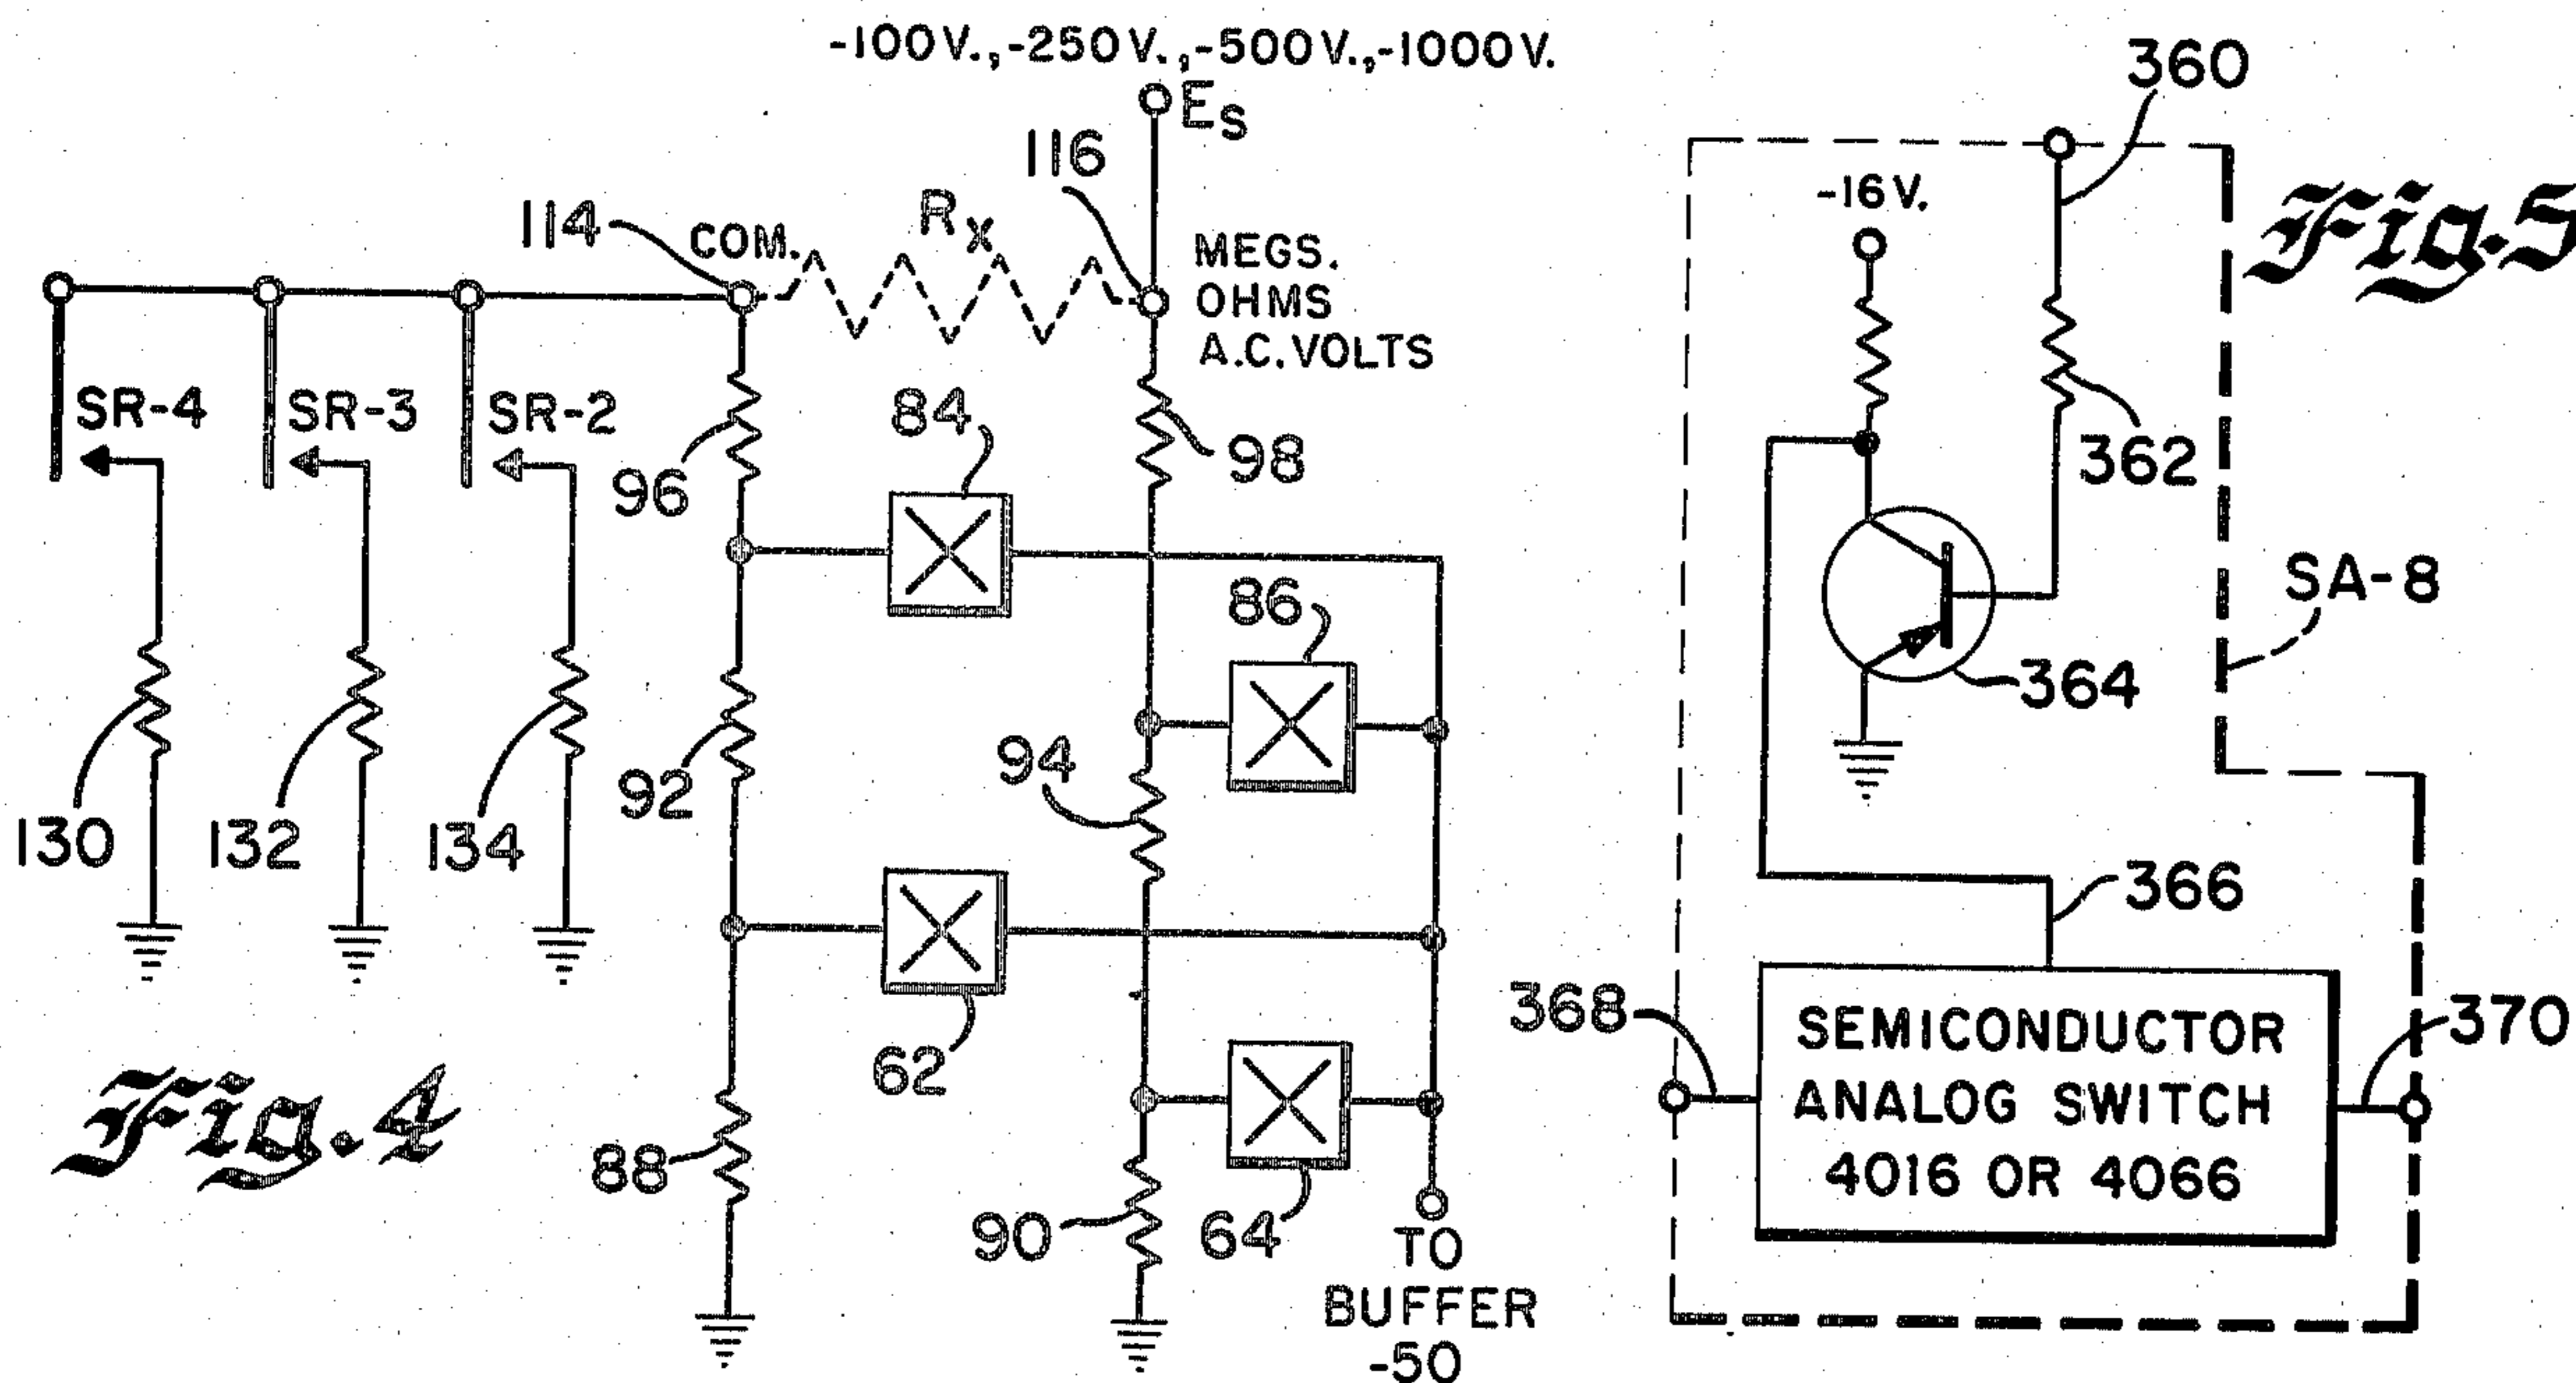 -100V.,-250V.,-500V.,-1000V.
ES
116
114
COM.
RX
MEGS.
OHMS
A.C. VOLTS
SR-4
SR-3
SR-2
84
96
98
86
92
94
130
132
134
62
88
90
64
TO
BUFFER
-50
Fig.4
360
-16V.
Fig.5
362
SA-8
364
366
368
SEMICONDUCTOR
ANALOG SWITCH
4016 OR 4066
370